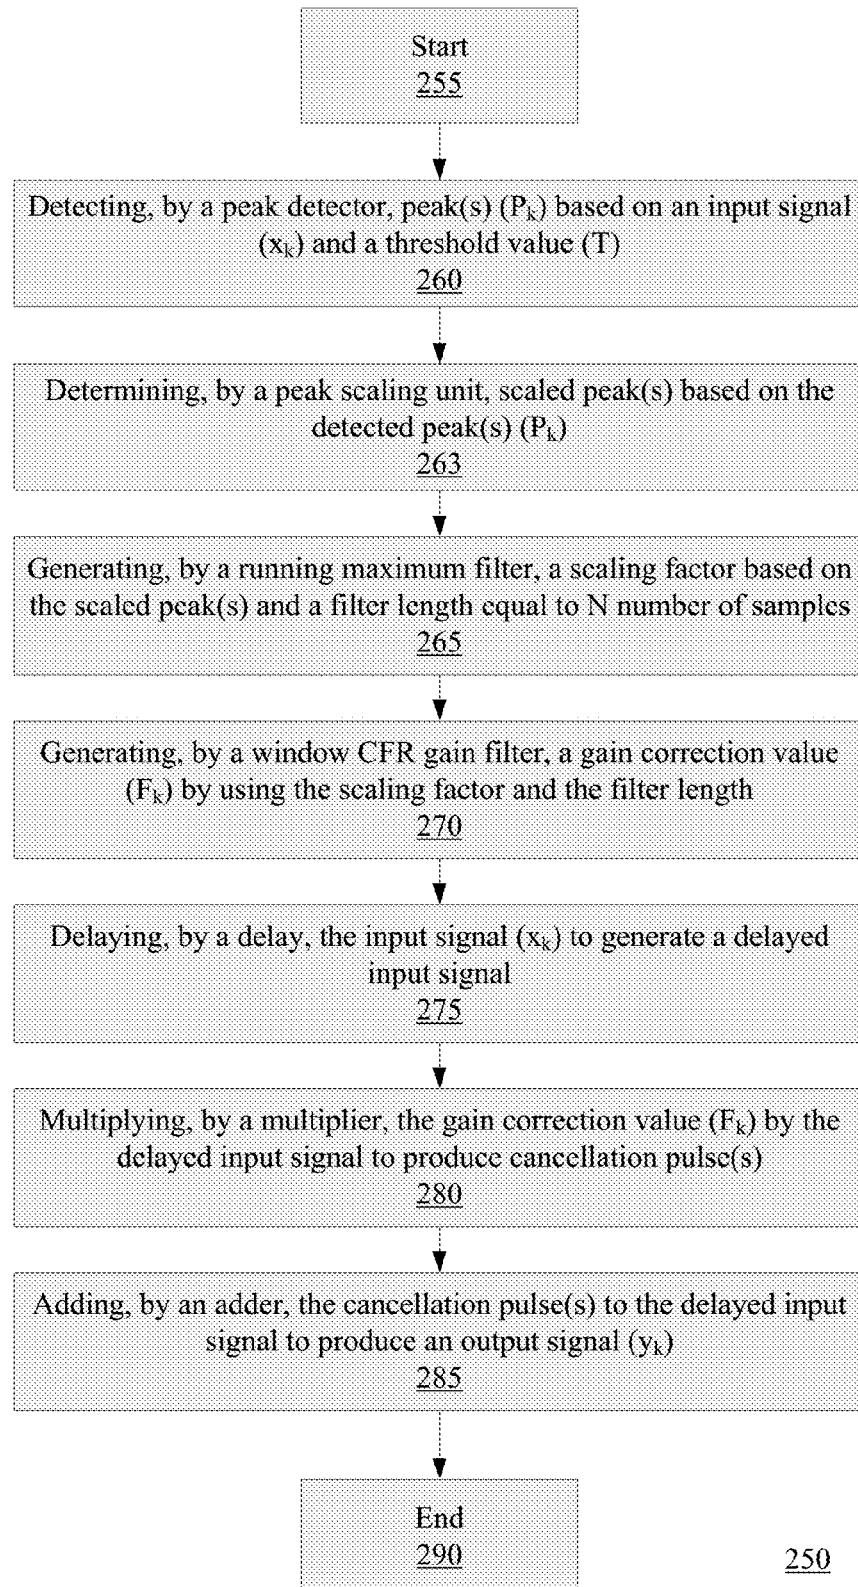 Start
255
Detecting, by a peak detector, peak(s) (Pk) based on an input signal
(xk) and a threshold value (T)
260
Determining, by a peak scaling unit, scaled peak(s) based on the
detected peak(s) (Pk)
263
Generating, by a running maximum filter, a scaling factor based on
the scaled peak(s) and a filter length equal to N number of samples
265
Generating, by a window CFR gain filter, a gain correction value
(Fk) by using the scaling factor and the filter length
270
Delaying, by a delay, the input signal (xk) to generate a delayed
input signal
275
Multiplying, by a multiplier, the gain correction value (Fk) by the
delayed input signal to produce cancellation pulse(s)
280
Adding, by an adder, the cancellation pulse(s) to the delayed input
signal to produce an output signal (yk)
285
End
290
250